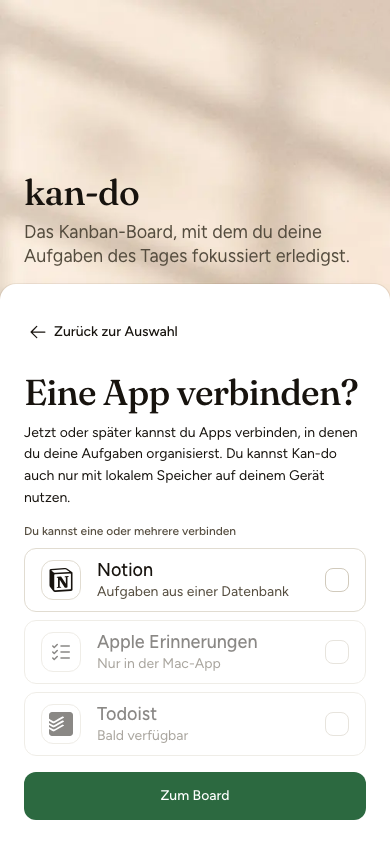 kan-do
Das Kanban-Board, mit dem du deine
Aufgaben des Tages fokussiert erledigst.
Zurück zur Auswahl
Eine App verbinden?
Jetzt oder später kannst du Apps verbinden, in denen
du deine Aufgaben organisierst. Du kannst Kan-do
auch nur mit lokalem Speicher auf deinem Gerät
nutzen.
Du kannst eine oder mehrere verbinden
N
Notion
Aufgaben aus einer Datenbank
Apple Erinnerungen
Nur in der Mac-App
Todoist
Bald verfügbar
Zum Board